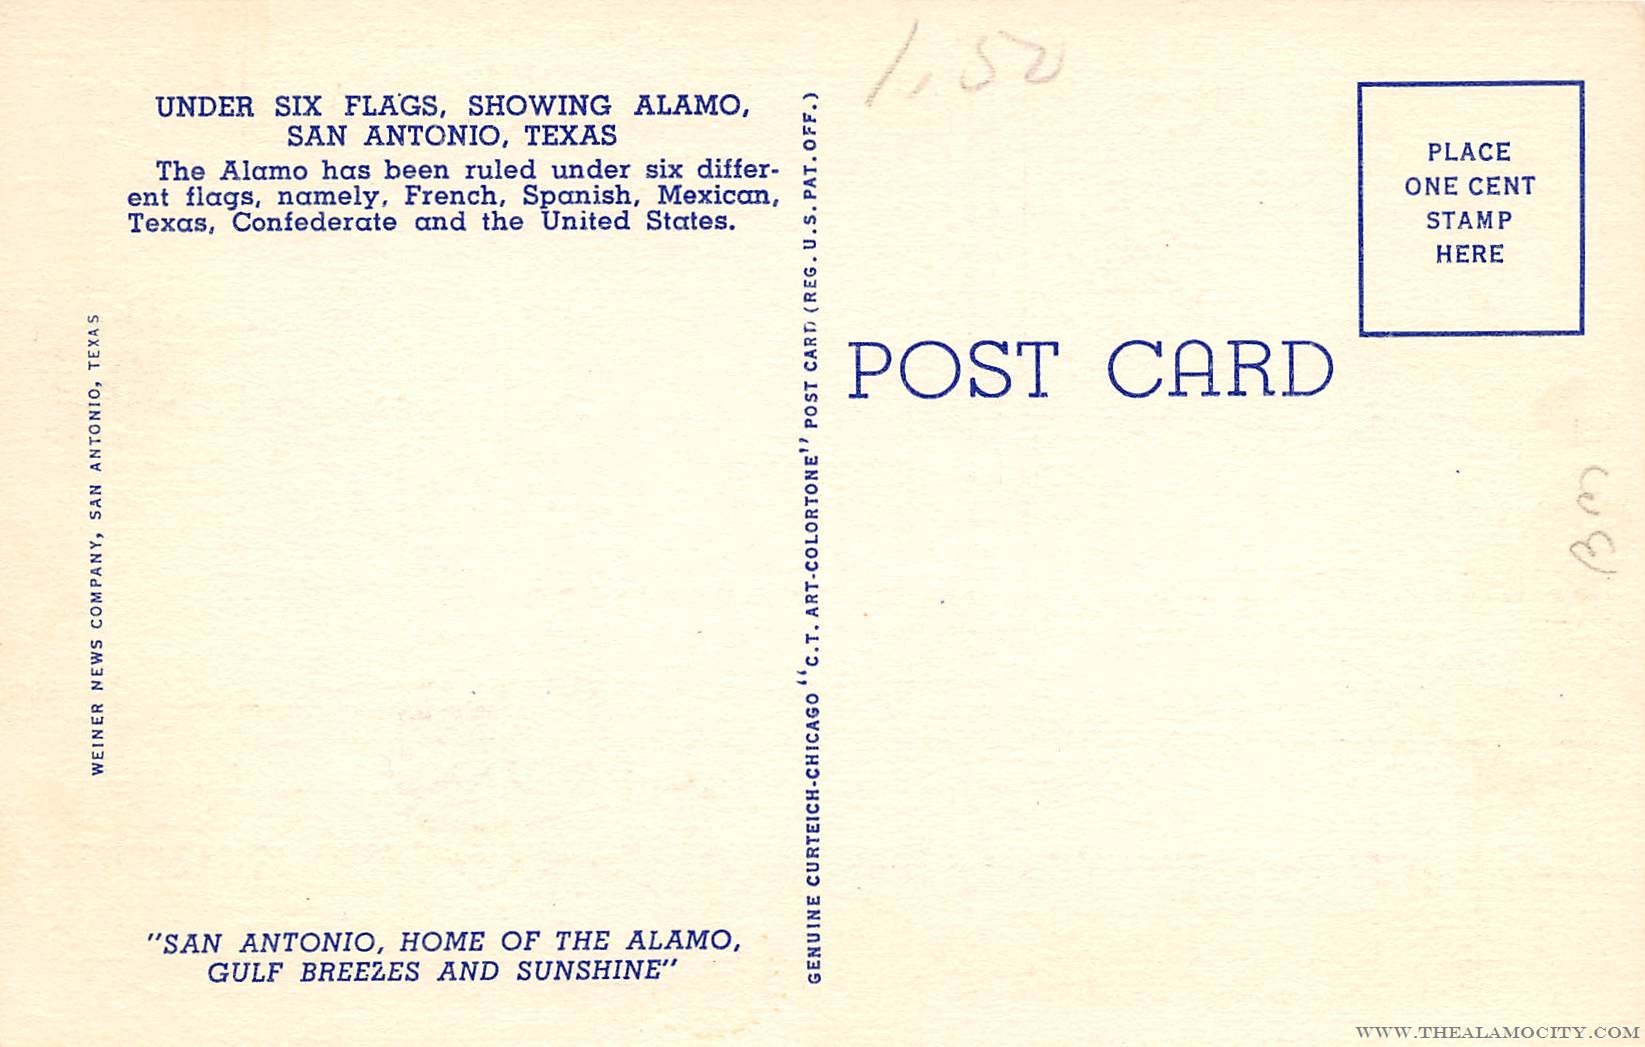 1.50
UNDER SIX FLAGS, SHOWING ALAMO,
SAN ANTONIO, TEXAS
The Alamo has been ruled under six differ-
ent flags, namely, French, Spanish, Mexican,
Texas, Confederate and the United States.
WEINER NEWS COMPANY, SAN ANTONIO, TEXAS
"SAN ANTONIO, HOME OF THE ALAMO,
GULF BREEZES AND SUNSHINE"
GENUINE CURTEICH-CHICAGO "C.T. ART-COLORTONE" POST CARD (REG. U.S. PAT. OFF.)
PLACE
ONE CENT
STAMP
HERE
POST CARD
WWW.THEALAMOCITY.COM